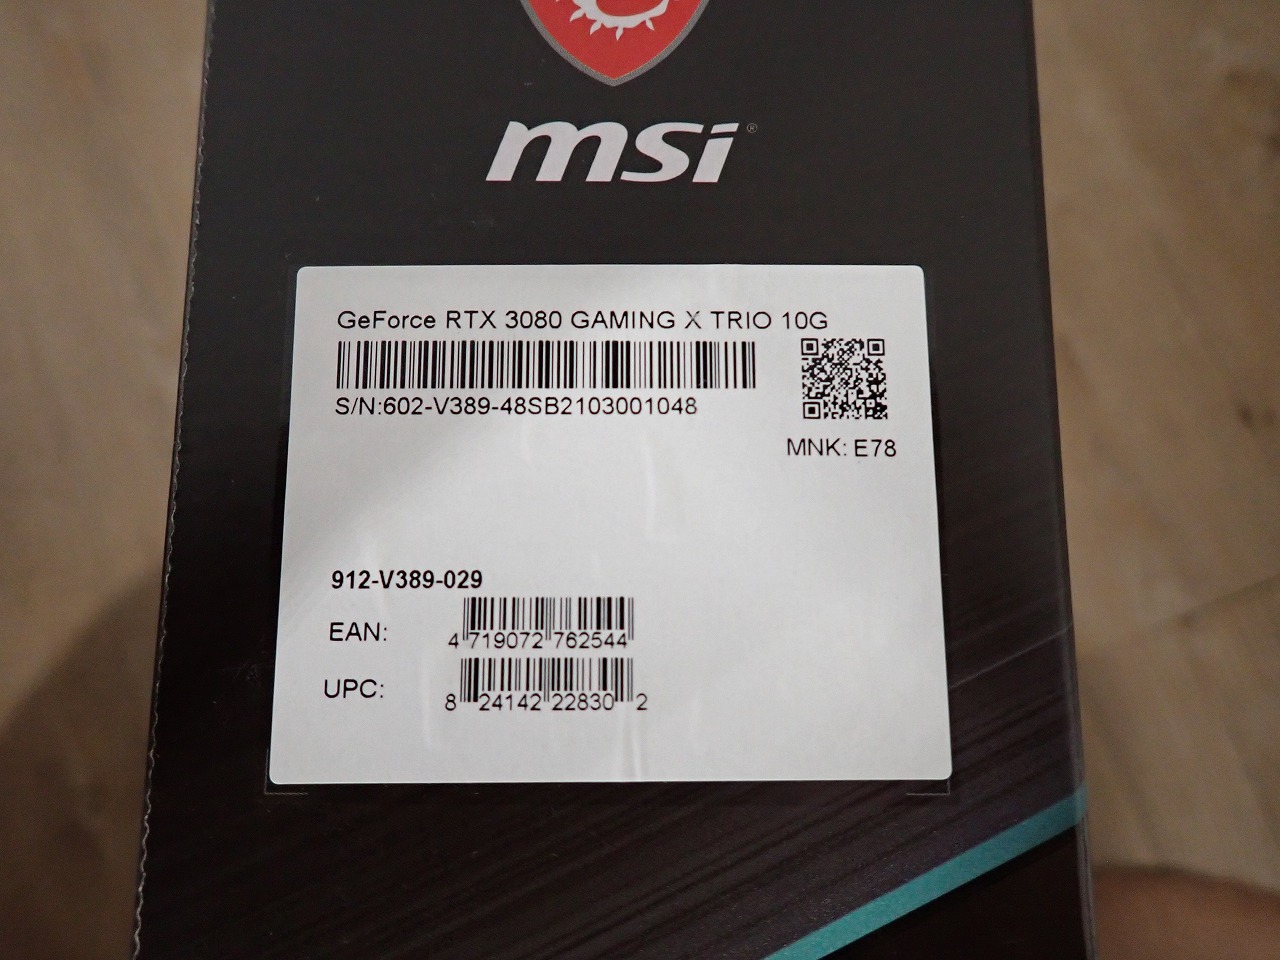 msi®
GeForce RTX 3080 GAMING X TRIO 10G
S/N:602-V389-48SB2103001048
MNK: E78
912-V389-029
EAN: 4 719072 762544
UPC: 8 24142 22830 2